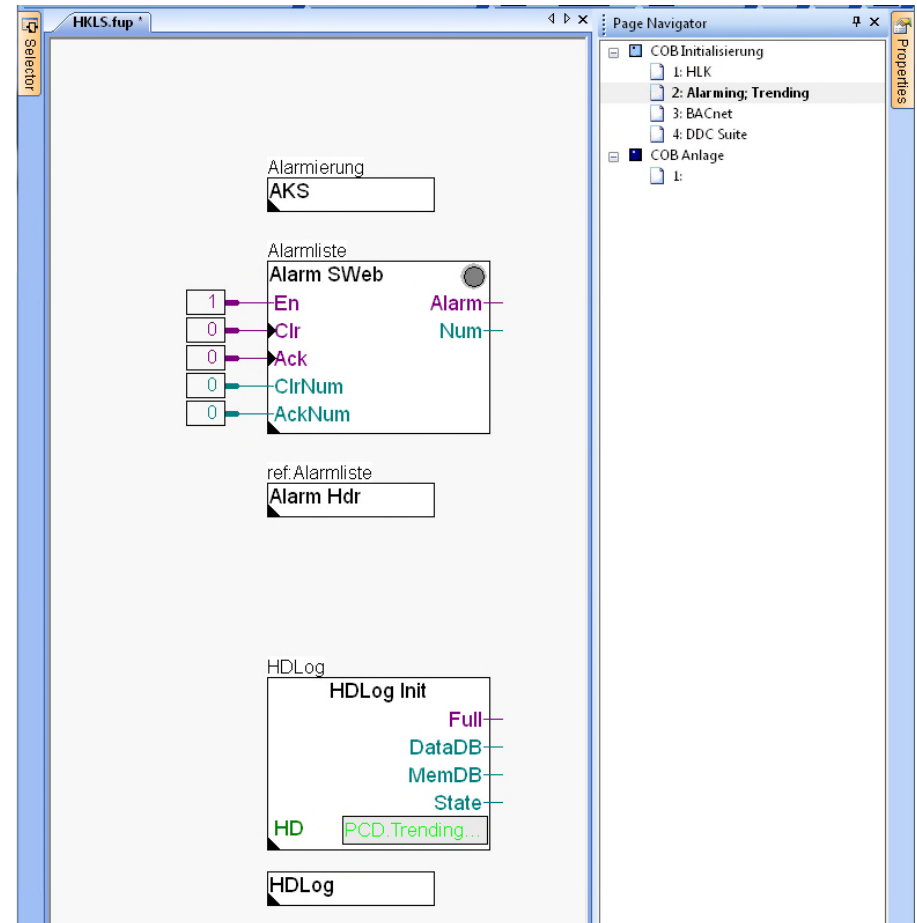 HKLS.fup *
Selector
Alarmierung
AKS
Alarmliste
Alarm SWeb
1 En Alarm
0 Clr Num
0 Ack
0 ClrNum
0 AckNum
ref:Alarmliste
Alarm Hdr
HDLog
HDLog Init
Full
DataDB
MemDB
State
HD PCD.Trending...
HDLog
Page Navigator
COB Initialisierung
1: HLK
2: Alarming; Trending
3: BACnet
4: DDC Suite
COB Anlage
1:
Properties